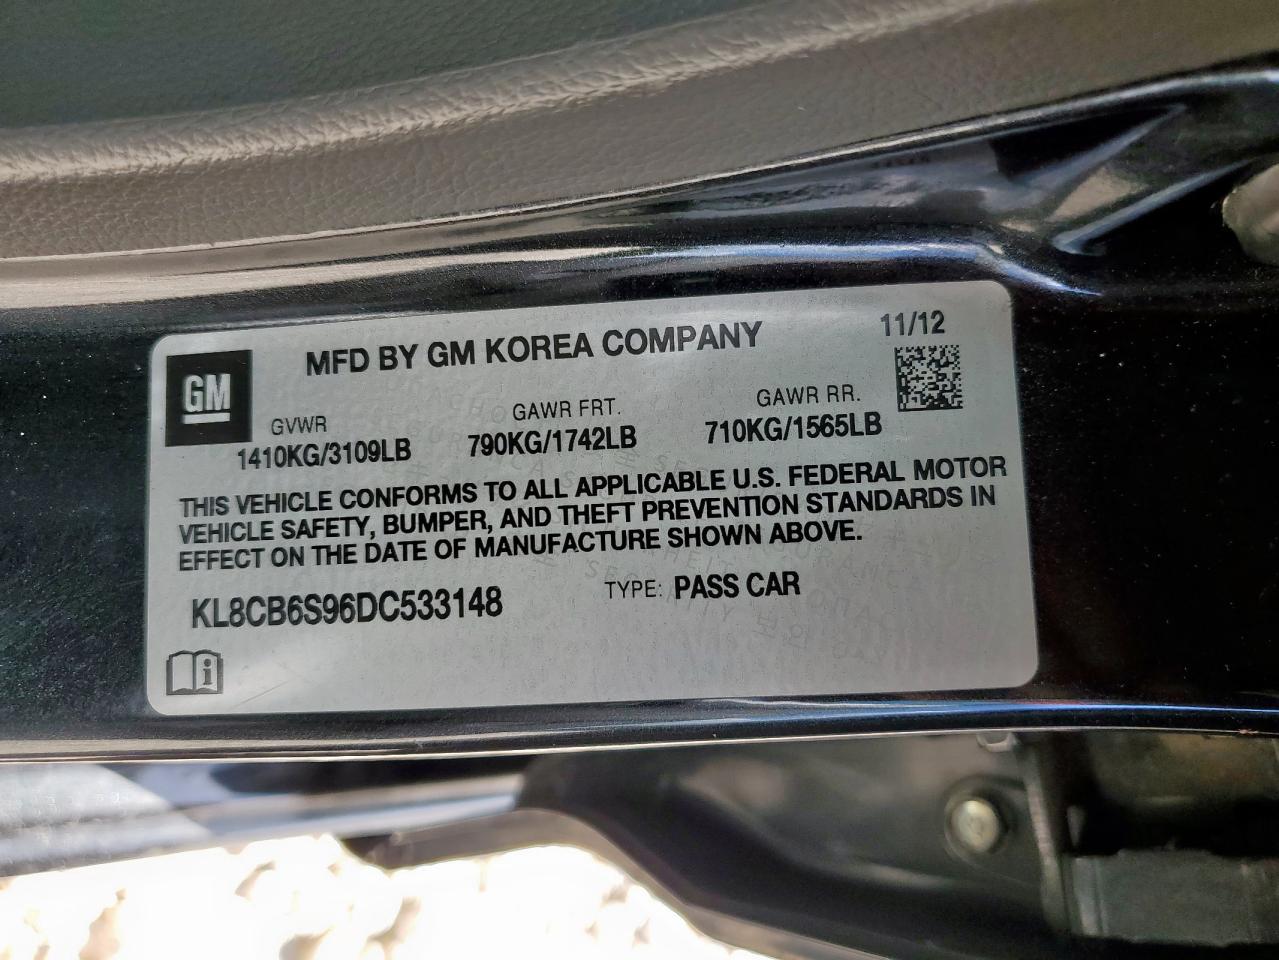 GM
MFD BY GM KOREA COMPANY
11/12
GVWR
GAWR FRT.
GAWR RR.
1410KG/3109LB
790KG/1742LB
710KG/1565LB
THIS VEHICLE CONFORMS TO ALL APPLICABLE U.S. FEDERAL MOTOR
VEHICLE SAFETY, BUMPER, AND THEFT PREVENTION STANDARDS IN
EFFECT ON THE DATE OF MANUFACTURE SHOWN ABOVE.
KL8CB6S96DC533148
TYPE: PASS CAR